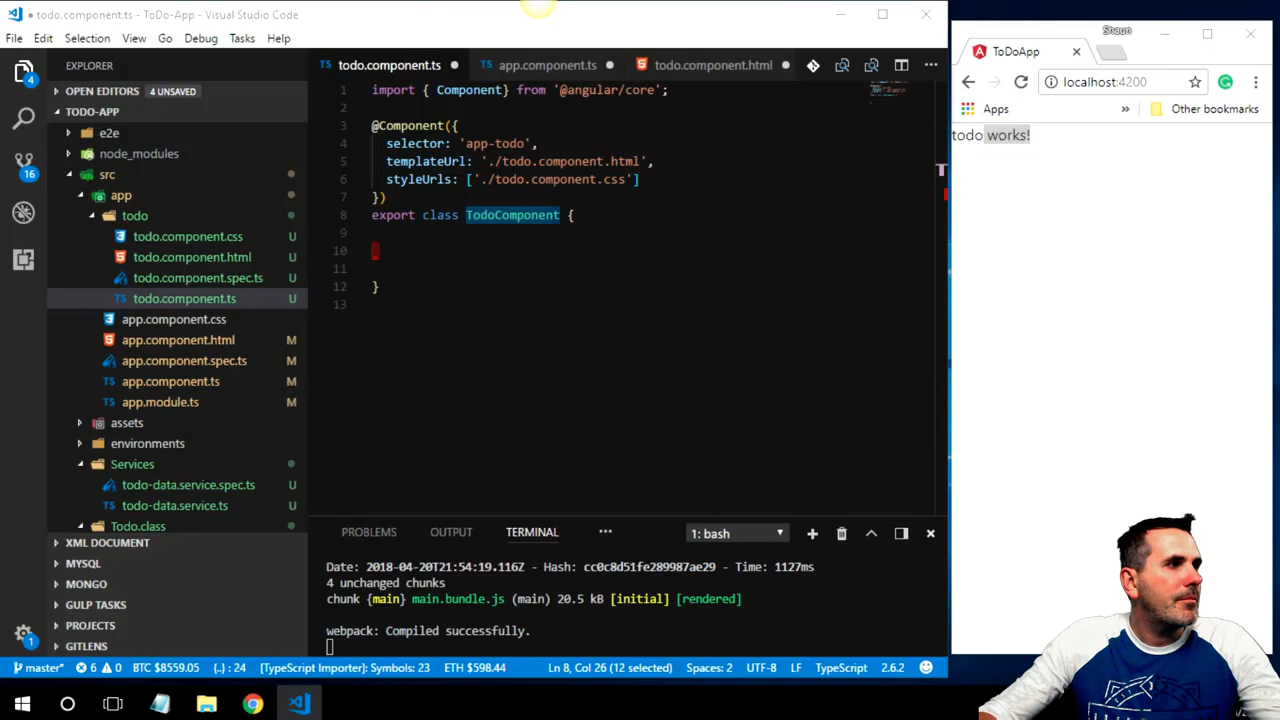 todo.component.ts - ToDo-App - Visual Studio Code
File Edit Selection View Go Debug Tasks Help
EXPLORER
OPEN EDITORS 4 UNSAVED
TODO-APP
e2e
node_modules
src
app
todo
todo.component.css U
todo.component.html U
todo.component.spec.ts U
TS todo.component.ts U
app.component.css
app.component.html M
app.component.spec.ts M
TS app.component.ts M
TS app.module.ts M
assets
environments
Services
todo-data.service.spec.ts U
TS todo-data.service.ts U
Todo.class
XML DOCUMENT
MYSQL
MONGO
GULP TASKS
PROJECTS
GITLENS
4
16
1
TS todo.component.ts TS app.component.ts todo.component.html
1 import { Component} from '@angular/core';
2
3 @Component({
4 selector: 'app-todo',
5 templateUrl: './todo.component.html',
6 styleUrls: ['./todo.component.css']
7 })
8 export class TodoComponent {
9
10
11
12 }
13
PROBLEMS OUTPUT TERMINAL 1: bash
Date: 2018-04-20T21:54:19.116Z - Hash: cc0c8d51fe289987ae29 - Time: 1127ms
4 unchanged chunks
chunk {main} main.bundle.js (main) 20.5 kB [initial] [rendered]
webpack: Compiled successfully.
master* 6 0 BTC $8559.05 {..} : 24 [TypeScript Importer]: Symbols: 23 ETH $598.44 Ln 8, Col 26 (12 selected) Spaces: 2 UTF-8 LF TypeScript 2.6.2
Shaun
ToDoApp
localhost:4200
Apps » Other bookmarks
todo works!